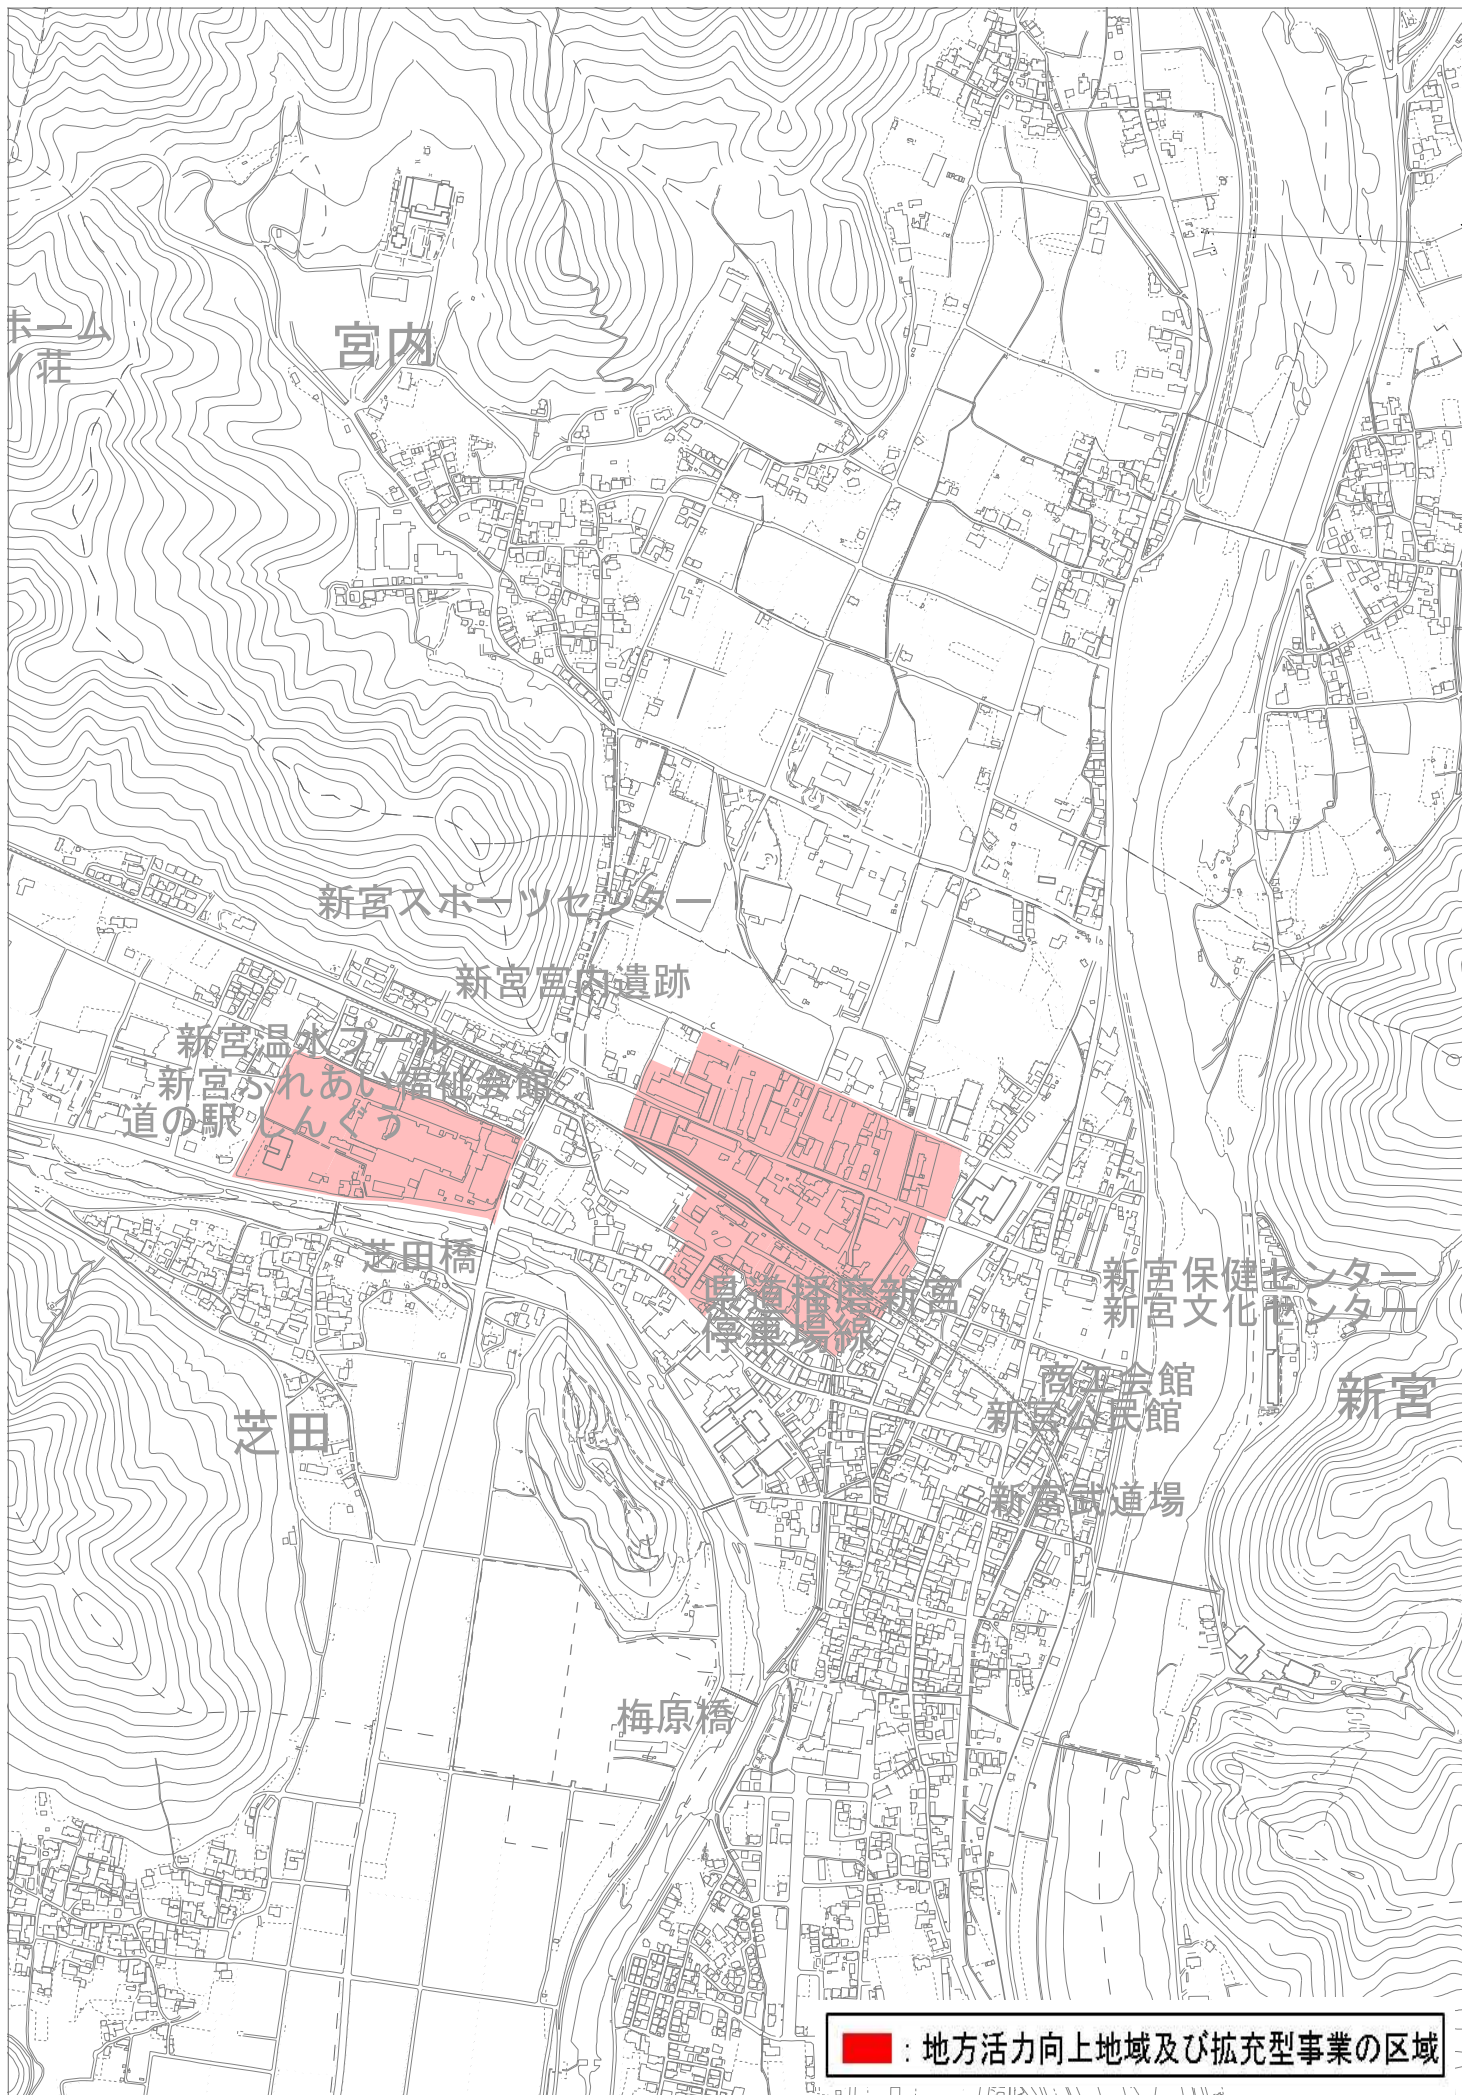 ホーム
ノ荘
宮内
新宮スポーツセンター
新宮宮内遺跡
新宮温水プール
新宮ふれあい福祉会館
道の駅 しんぐう
芝田橋
県道播磨新宮
停車場線
新宮保健センター
新宮文化センター
商工会館
新宮公民館
新宮
芝田
新宮武道場
梅原橋
:地方活力向上地域及び拡充型事業の区域